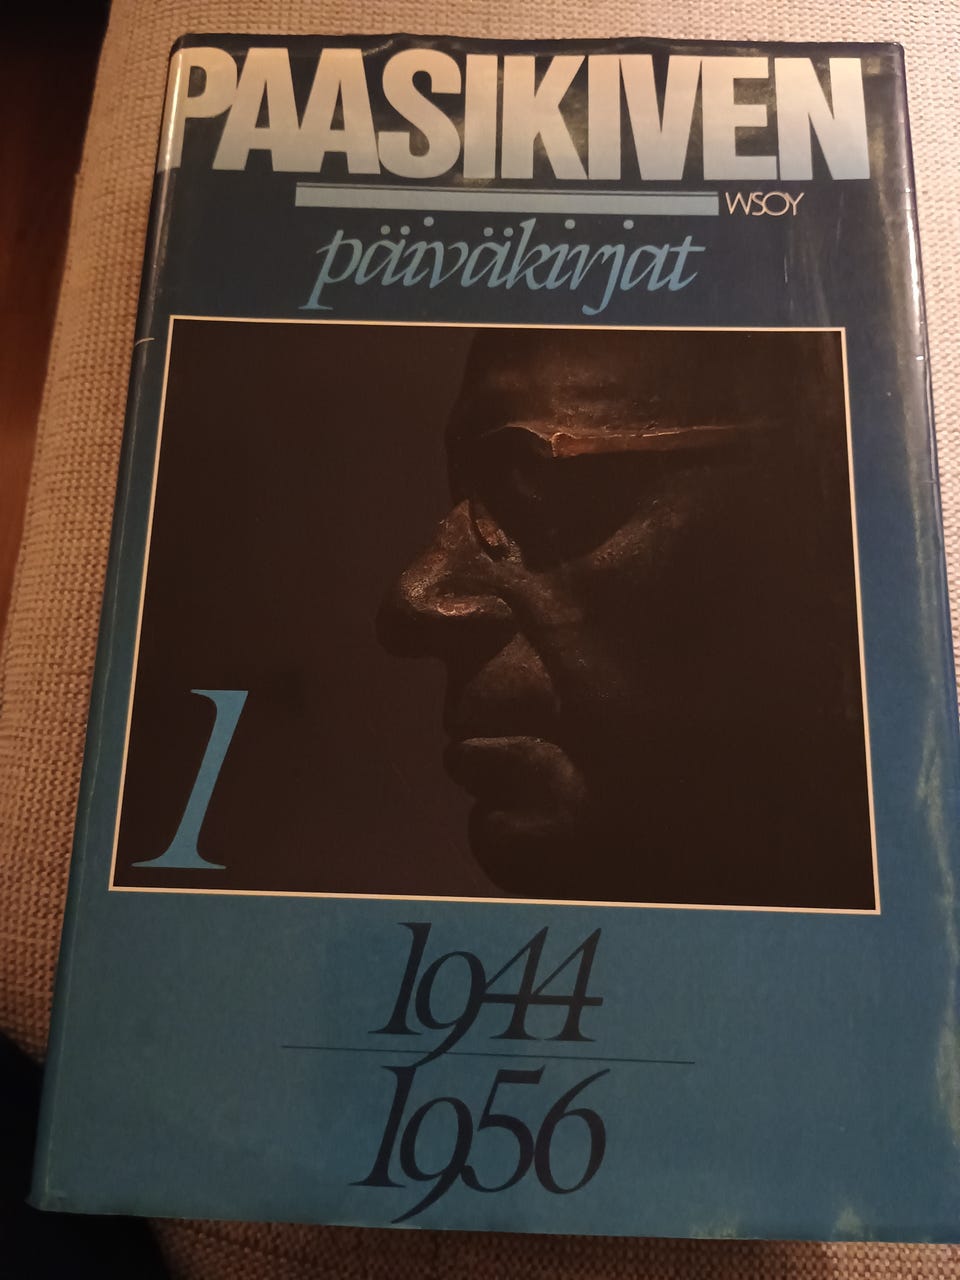 PAASIKIVEN
WSOY
päiväkirjat
1
1944
1956